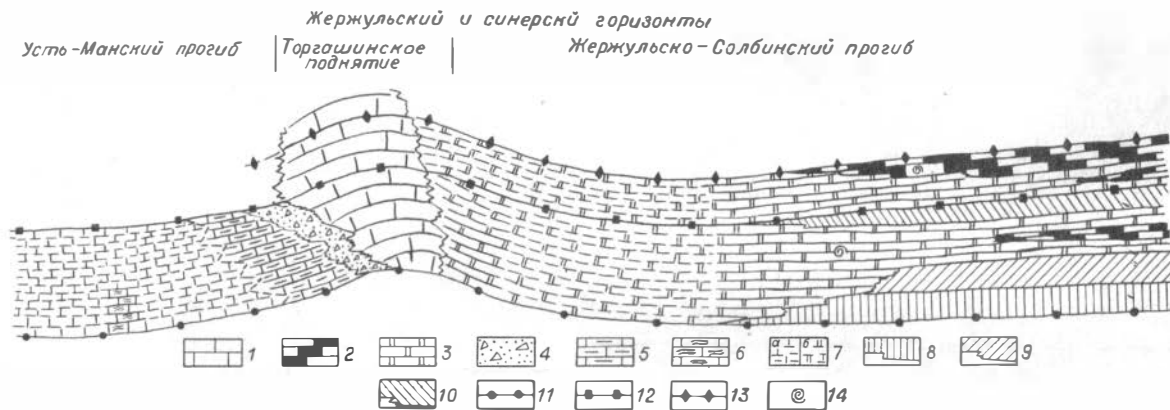 Жержульский и синерскй горизонты
Усть-Манский прогиб
Торгашинское
поднятие
Жержульско-Солбинский прогиб
1 2 3 4 5 6 а б 7 8 9
10 11 12 13 14